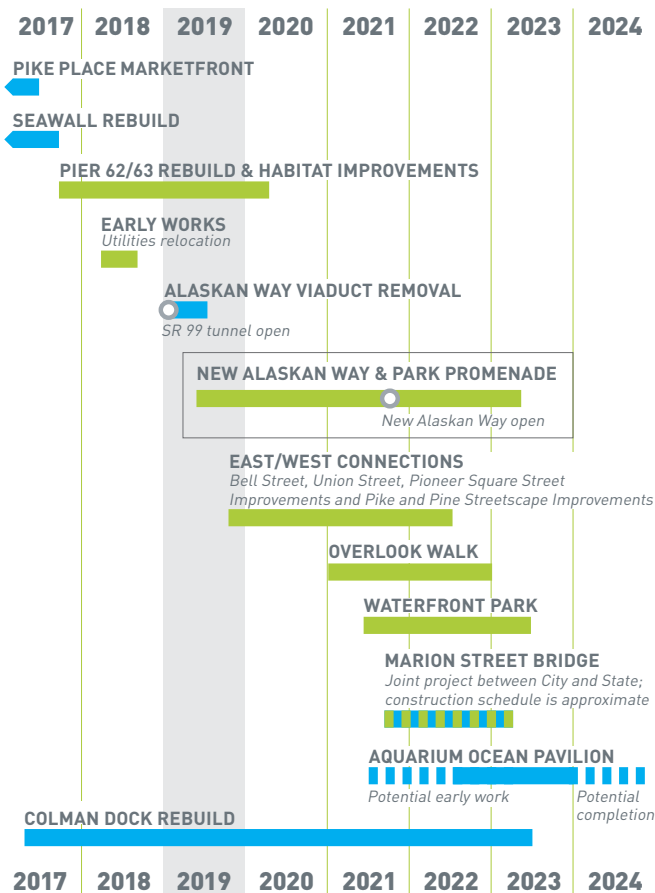 2017 2018 2019 2020 2021 2022 2023 2024
PIKE PLACE MARKETFRONT
SEAWALL REBUILD
PIER 62/63 REBUILD & HABITAT IMPROVEMENTS
EARLY WORKS
Utilities relocation
ALASKAN WAY VIADUCT REMOVAL
SR 99 tunnel open
NEW ALASKAN WAY & PARK PROMENADE
New Alaskan Way open
EAST/WEST CONNECTIONS
Bell Street, Union Street, Pioneer Square Street
Improvements and Pike and Pine Streetscape Improvements
OVERLOOK WALK
WATERFRONT PARK
MARION STREET BRIDGE
Joint project between City and State;
construction schedule is approximate
AQUARIUM OCEAN PAVILION
Potential early work
Potential
completion
COLMAN DOCK REBUILD
2017 2018 2019 2020 2021 2022 2023 2024